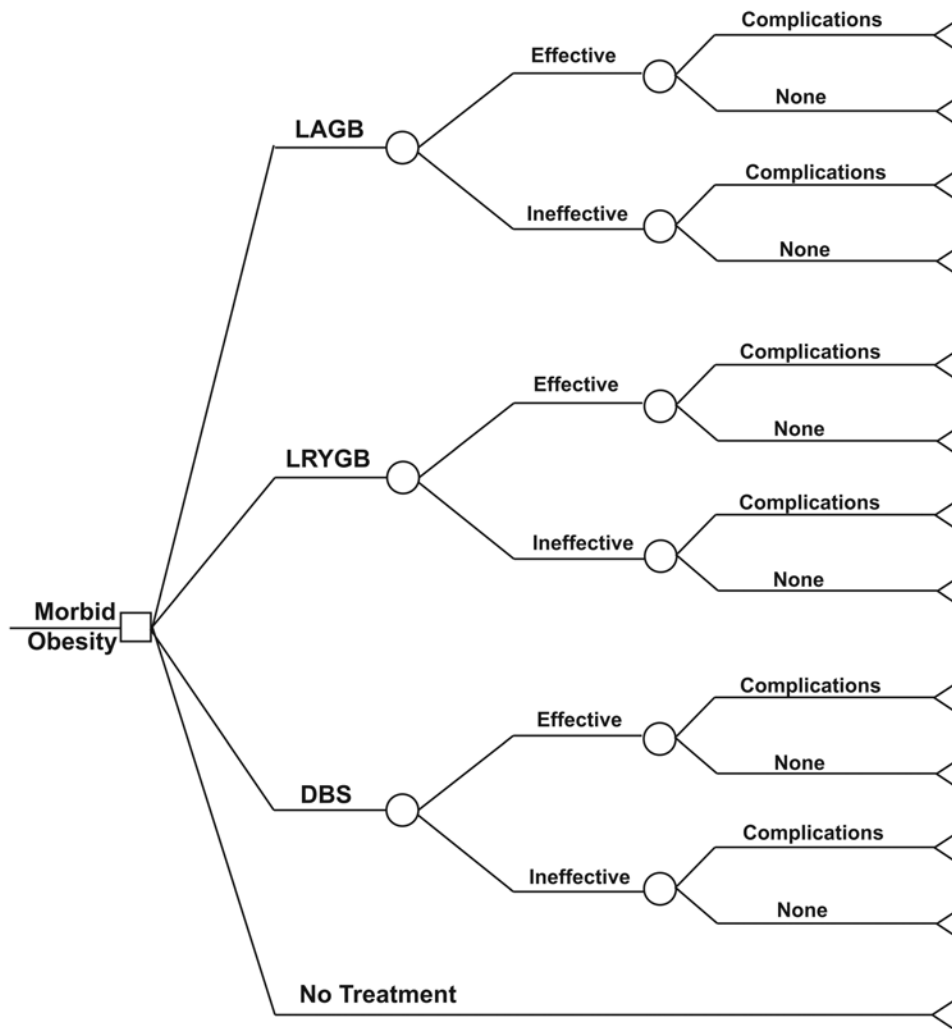 Complications
Effective
None
LAGB
Complications
Ineffective
None
Complications
Effective
None
LRYGB
Complications
Ineffective
None
Morbid
Obesity
Complications
Effective
None
DBS
Complications
Ineffective
None
No Treatment